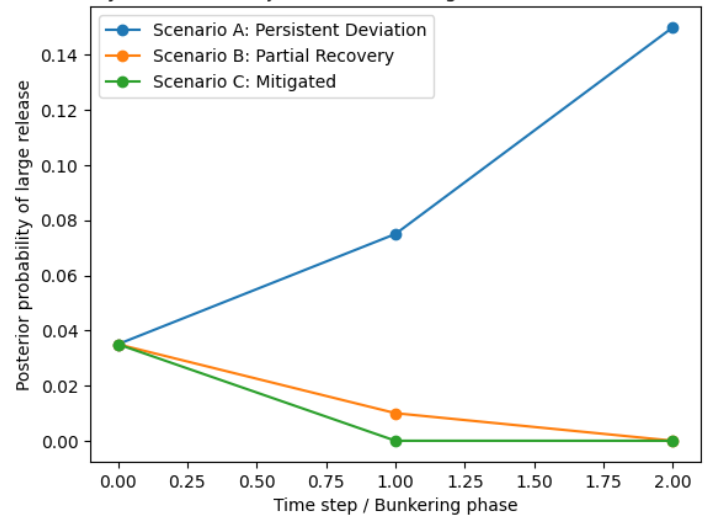 Scenario A: Persistent Deviation
Scenario B: Partial Recovery
Scenario C: Mitigated
Posterior probability of large release
0.14
0.12
0.10
0.08
0.06
0.04
0.02
0.00
0.00 0.25 0.50 0.75 1.00 1.25 1.50 1.75 2.00
Time step / Bunkering phase